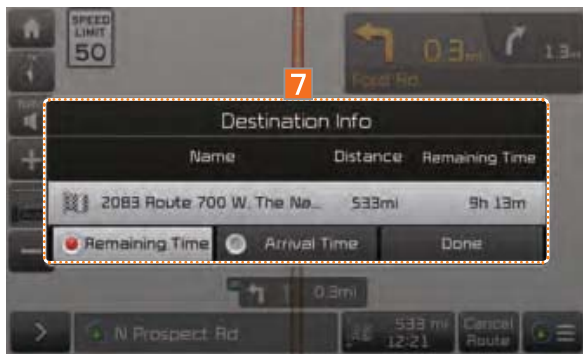 SPEED
LIMIT
50
0.3mi
1.3mi
Ford Rd
7
Destination Info
Name Distance Remaining Time
2083 Route 700 W. The Na... 533mi 9h 13m
Remaining Time Arrival Time Done
0.3mi
N Prospect Rd
533 mi
12:21
Cancel
Route